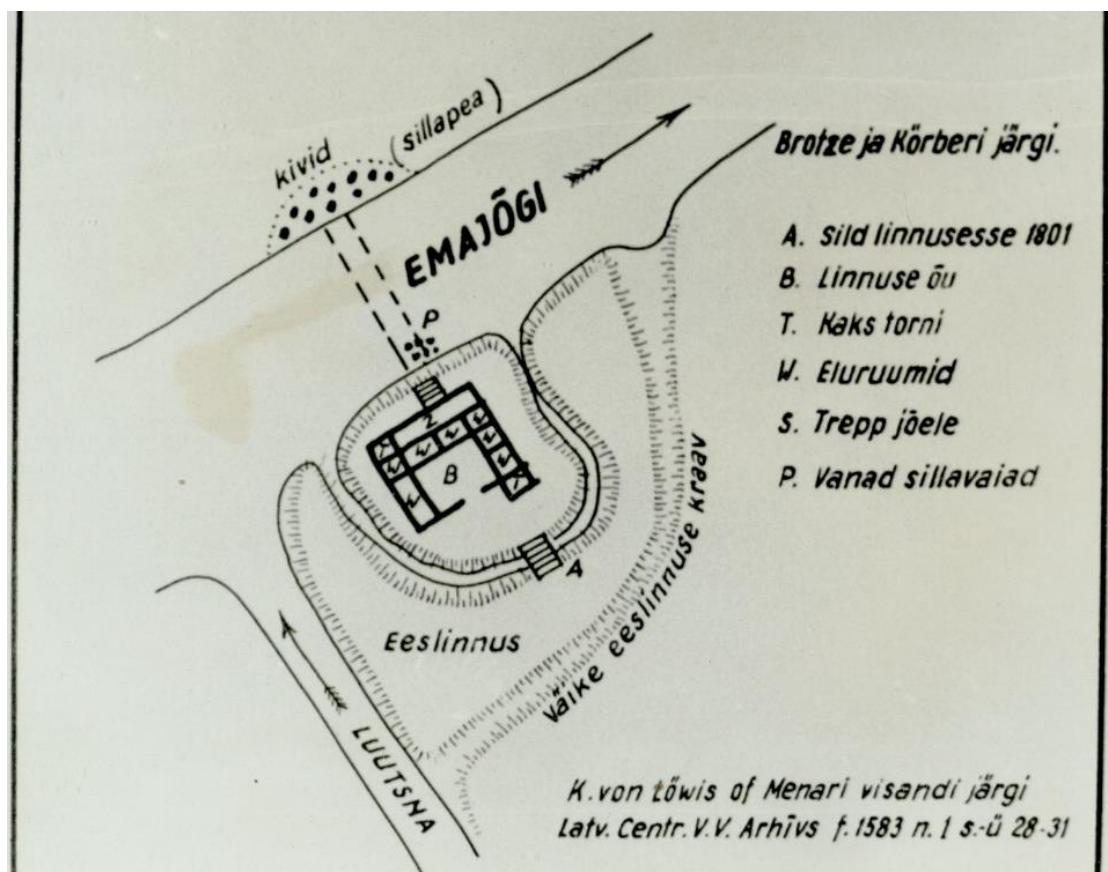 kivid
(sillapea)
EMAJÕGI
P
2
B
A
Eeslinnus
Väike eeslinnuse kraav
LUUTSNA
Brotze ja Körberi järgi.
A. Sild linnusesse 1801
B. Linnuse õu
T. Kaks torni
W. Eluruumid
S. Trepp jõele
P. Vanad sillavaiad
K. von Löwis of Menari visandi järgi
Latv. Centr. V.V. Arhīvs f. 1583 n. 1 s.-ü 28-31